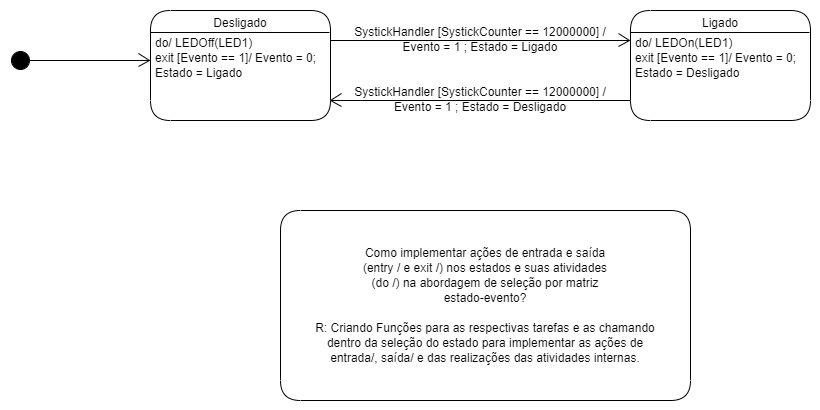 Desligado
do/ LEDOff(LED1)
exit [Evento == 1]/ Evento = 0;
Estado = Ligado
SystickHandler [SystickCounter == 12000000] /
Evento = 1 ; Estado = Ligado
SystickHandler [SystickCounter == 12000000] /
Evento = 1 ; Estado = Desligado
Ligado
do/ LEDOn(LED1)
exit [Evento == 1]/ Evento = 0;
Estado = Desligado
Como implementar ações de entrada e saída
(entry / e exit /) nos estados e suas atividades
(do /) na abordagem de seleção por matriz
estado-evento?
R: Criando Funções para as respectivas tarefas e as chamando
dentro da seleção do estado para implementar as ações de
entrada/, saída/ e das realizações das atividades internas.